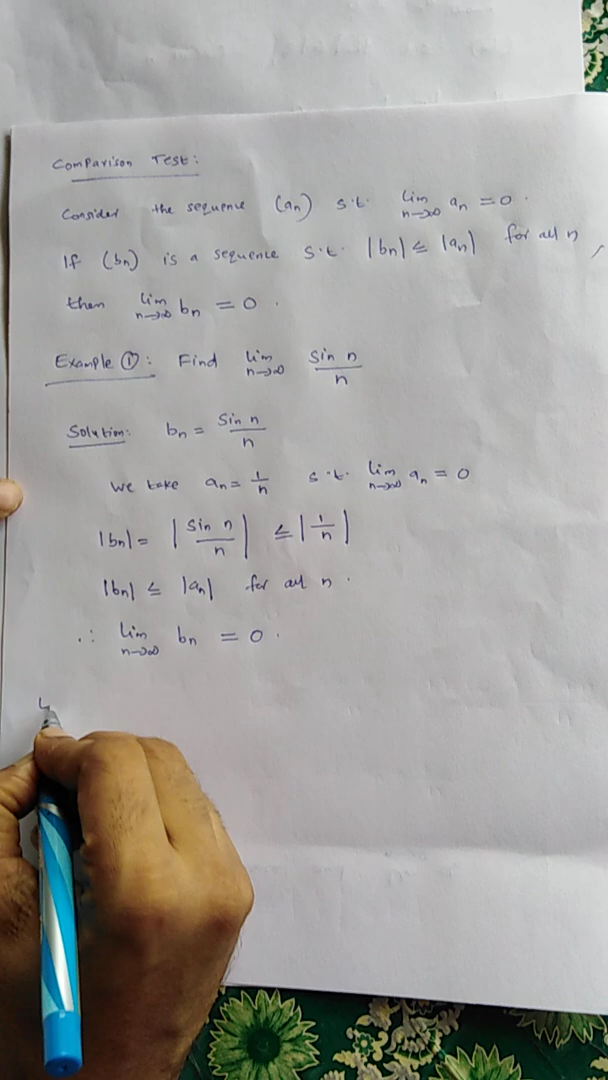 Comparison Test:
Consider the sequence (an) s.t. lim n→∞ an = 0.
If (bn) is a sequence s.t. |bn| ≤ |an| for all n,
then lim n→∞ bn = 0.
Example ①: Find lim n→∞ sin n / n
Solution: bn = sin n / n
We take an = 1/n s.t. lim n→∞ an = 0
|bn| = |sin n / n| ≤ |1/n|
|bn| ≤ |an| for all n.
∴ lim n→∞ bn = 0.